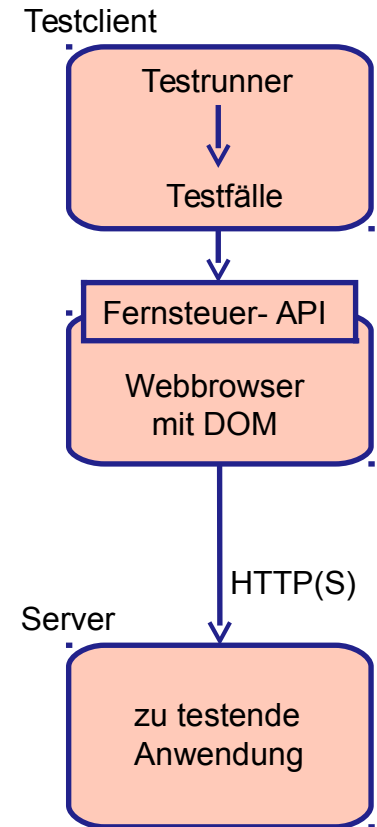 Testclient
Testrunner
Testfälle
Fernsteuer- API
Webbrowser
mit DOM
HTTP(S)
Server
zu testende
Anwendung